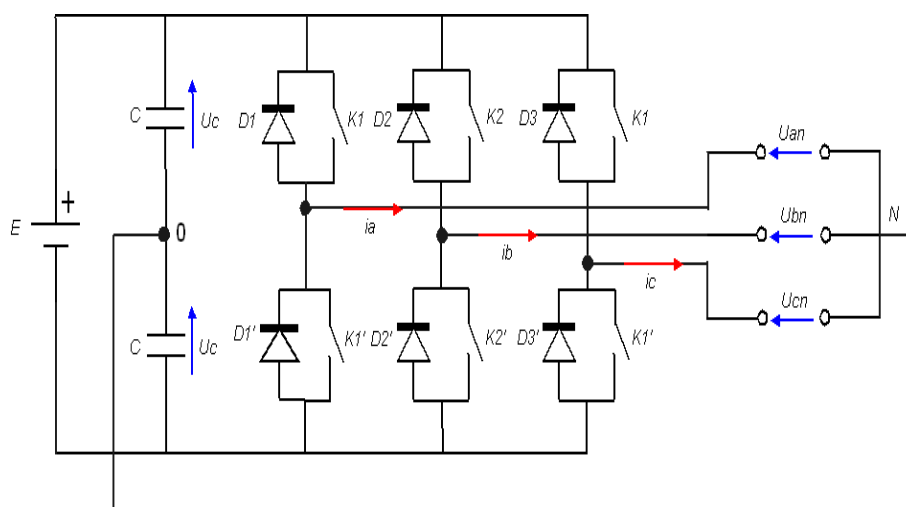 C Uc D1 K1 D2 K2 D3 K1
Uan
E + 0 ia Ubn N
ib
ic Ucn
C Uc D1' K1' D2' K2' D3' K1'